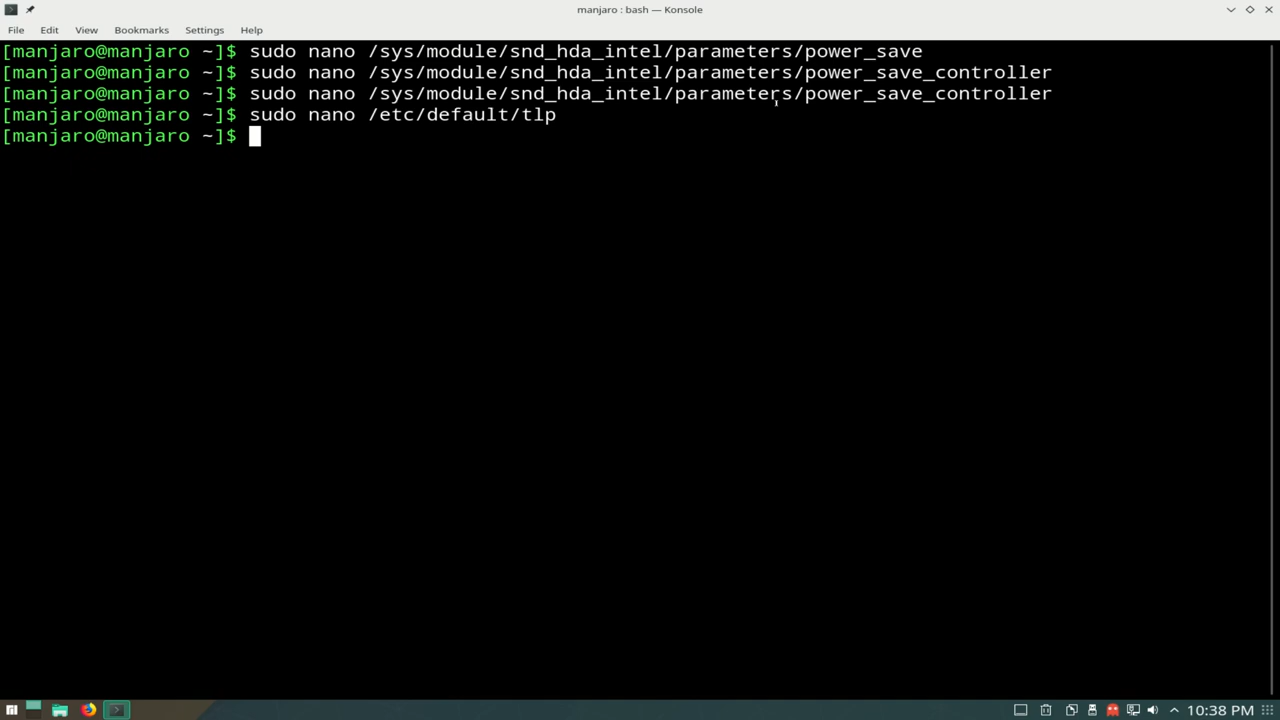 manjaro : bash — Konsole
File Edit View Bookmarks Settings Help
[manjaro@manjaro ~]$ sudo nano /sys/module/snd_hda_intel/parameters/power_save
[manjaro@manjaro ~]$ sudo nano /sys/module/snd_hda_intel/parameters/power_save_controller
[manjaro@manjaro ~]$ sudo nano /sys/module/snd_hda_intel/parameters/power_save_controller
[manjaro@manjaro ~]$ sudo nano /etc/default/tlp
[manjaro@manjaro ~]$
10:38 PM